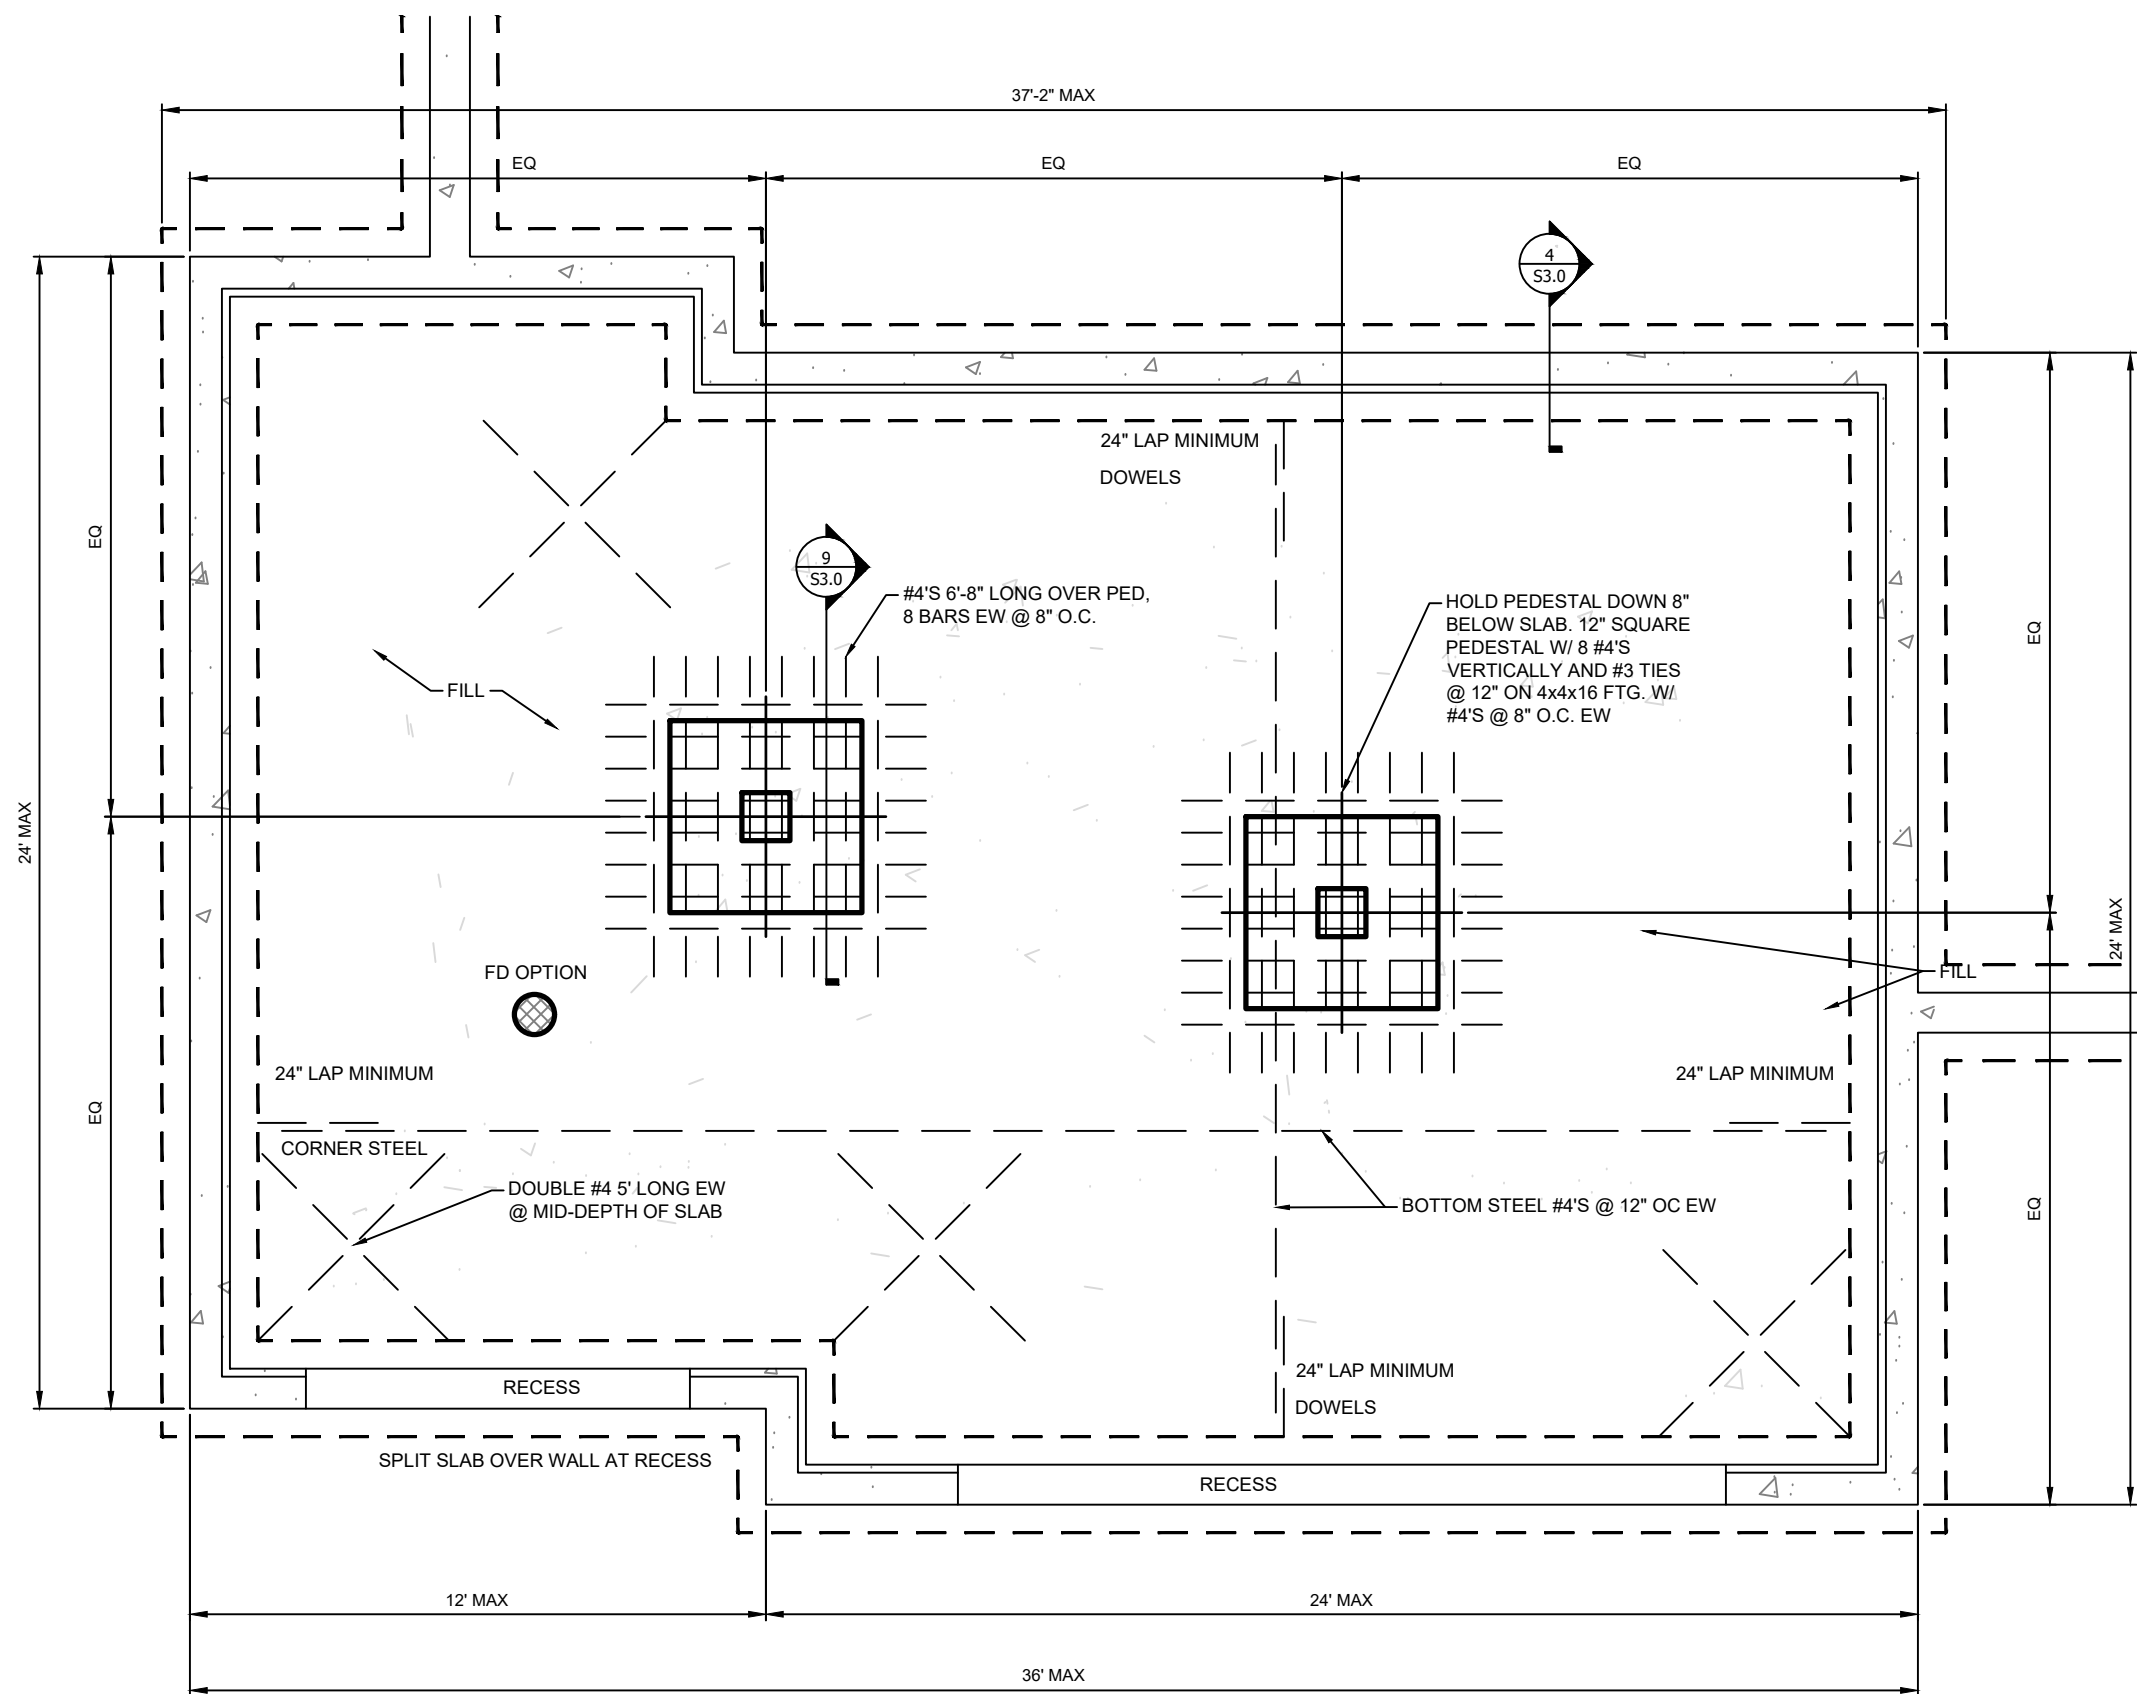 37'-2" MAX
EQ
EQ
EQ
4
S3.0
24" LAP MINIMUM
DOWELS
EQ
9
S3.0
#4'S 6'-8" LONG OVER PED,
8 BARS EW @ 8" O.C.
HOLD PEDESTAL DOWN 8"
BELOW SLAB. 12" SQUARE
PEDESTAL W/ 8 #4'S
VERTICALLY AND #3 TIES
@ 12" ON 4x4x16 FTG. W/
#4'S @ 8" O.C. EW
EQ
FILL
24' MAX
24' MAX
FD OPTION
FILL
24" LAP MINIMUM
24" LAP MINIMUM
EQ
CORNER STEEL
DOUBLE #4 5' LONG EW
@ MID-DEPTH OF SLAB
BOTTOM STEEL #4'S @ 12" OC EW
EQ
24" LAP MINIMUM
DOWELS
RECESS
SPLIT SLAB OVER WALL AT RECESS
RECESS
12' MAX
24' MAX
36' MAX